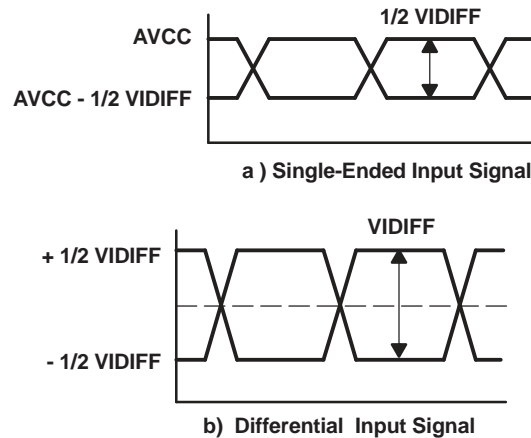 1/2 VIDIFF
AVCC
AVCC - 1/2 VIDIFF
a ) Single-Ended Input Signal
VIDIFF
+ 1/2 VIDIFF
- 1/2 VIDIFF
b) Differential Input Signal